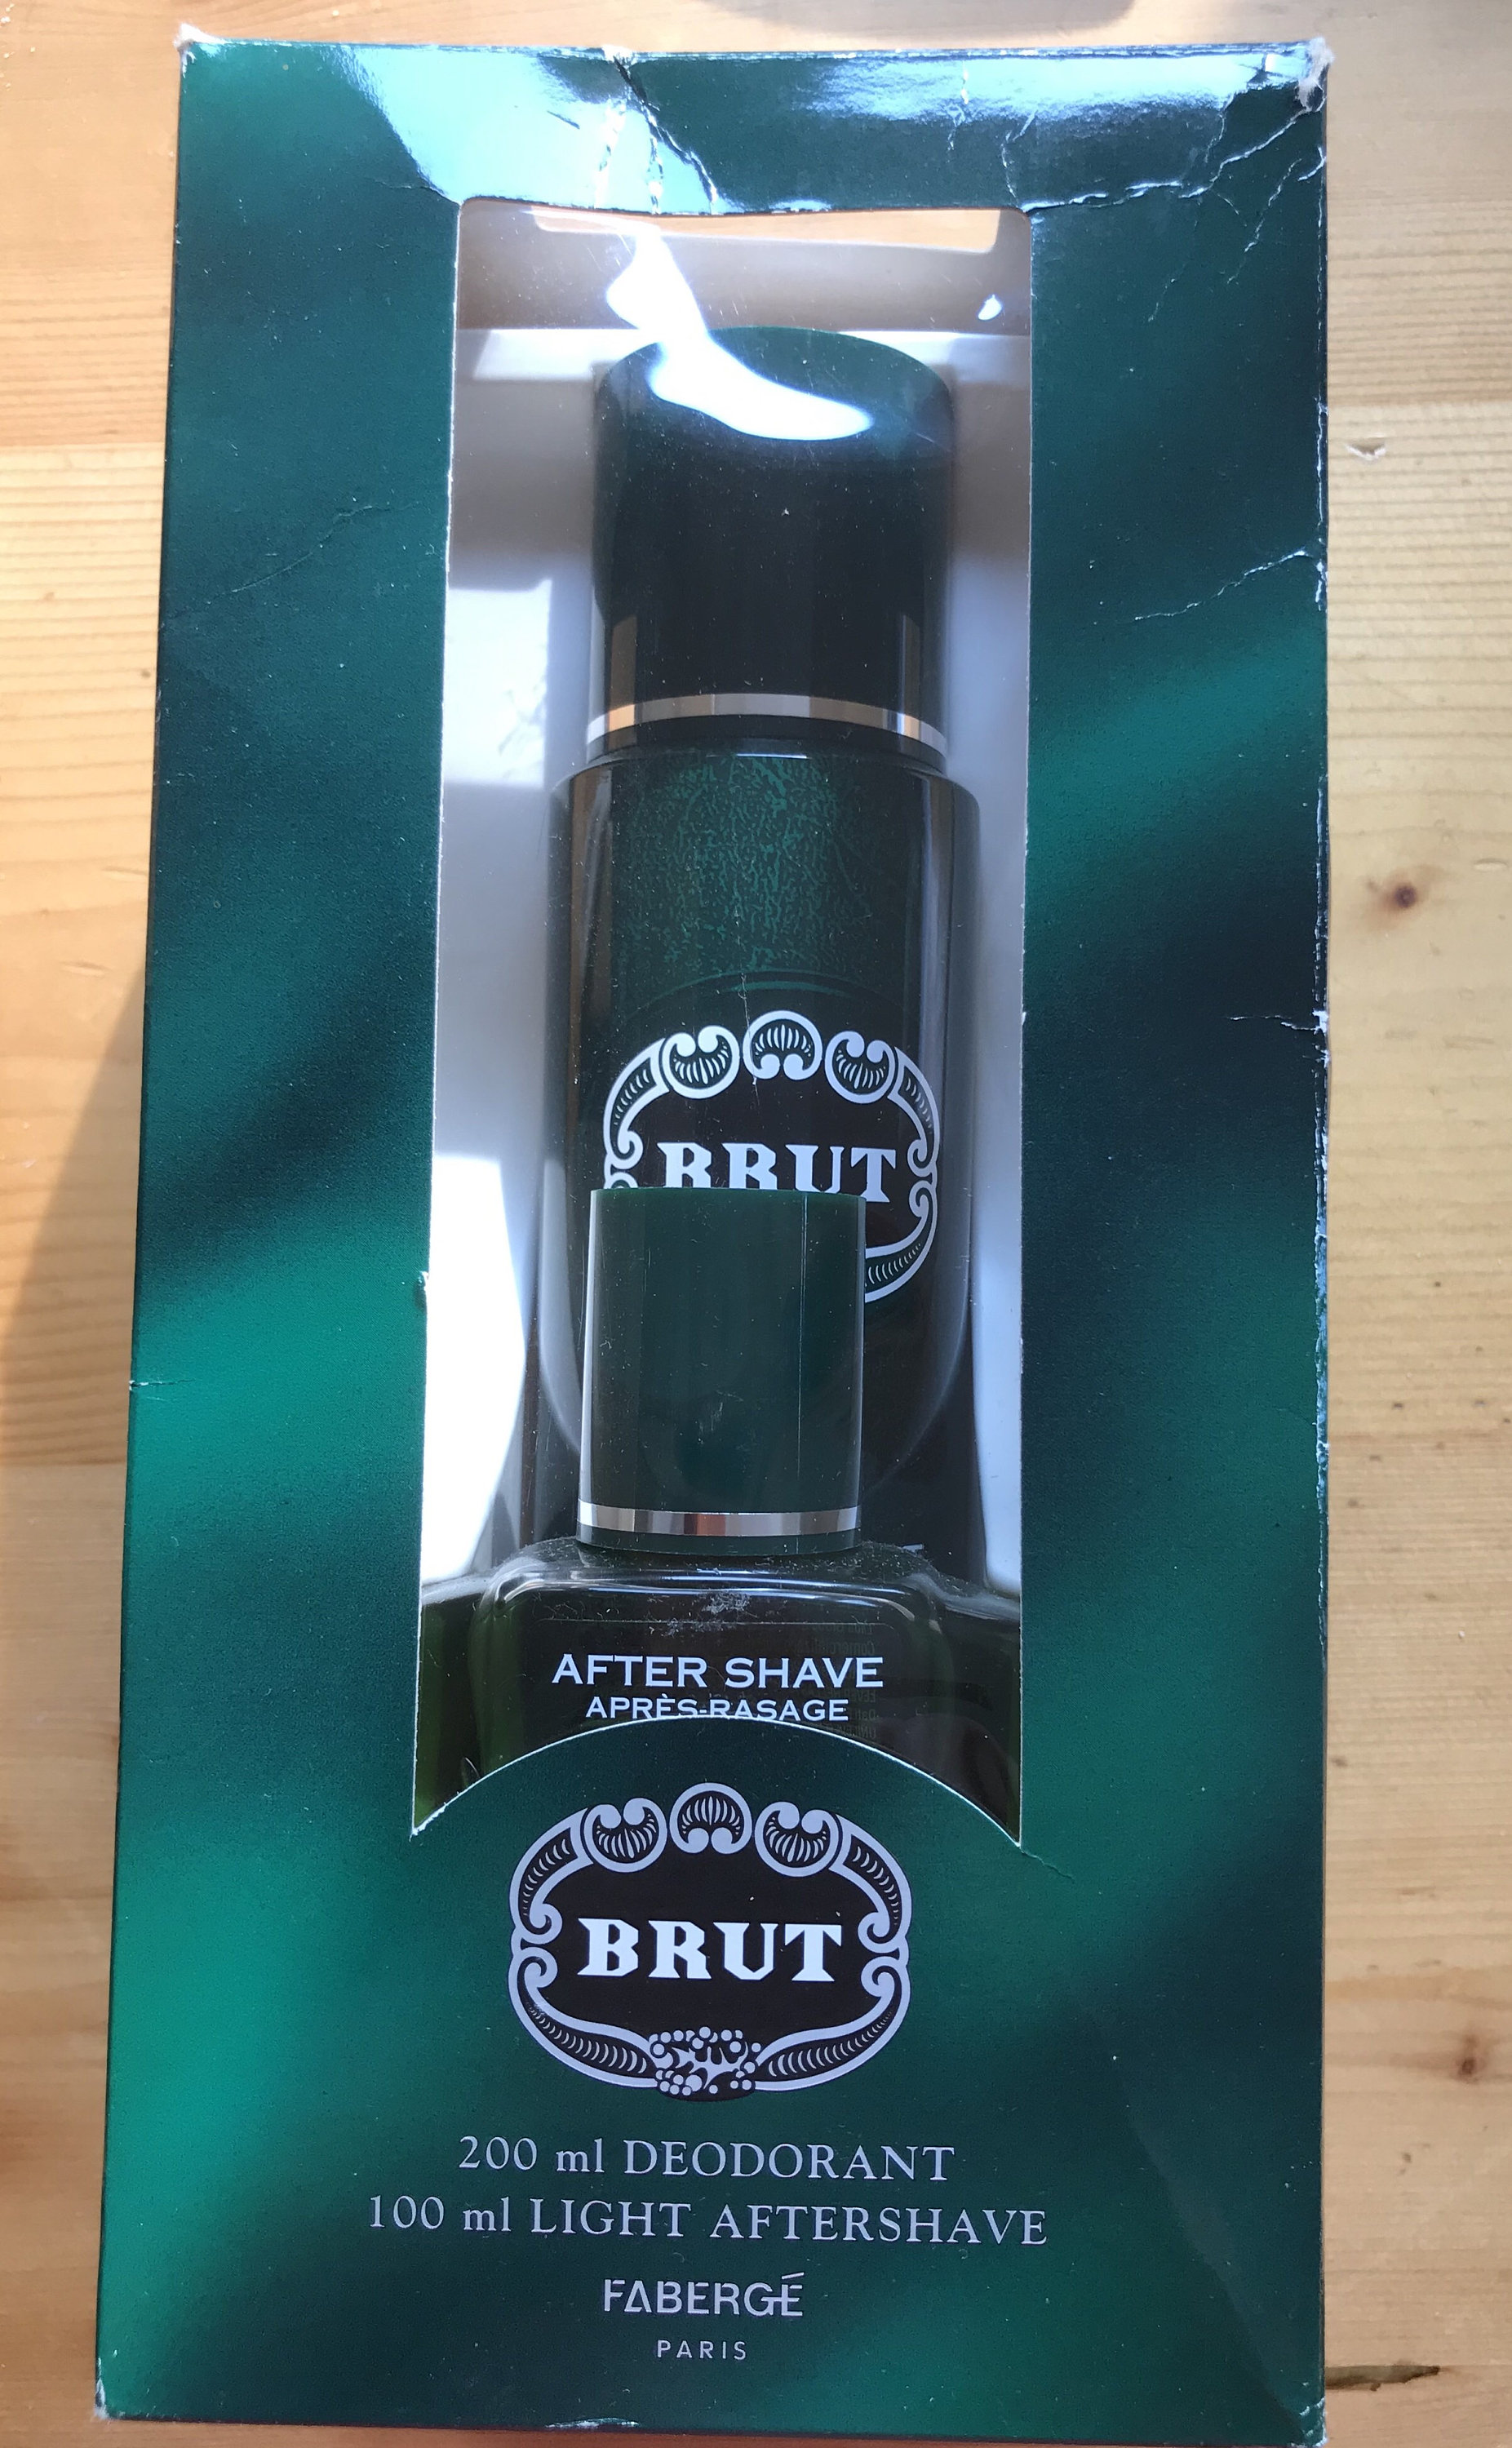 BRUT
AFTER SHAVE
APRÈS-RASAGE
BRUT
200 ml DEODORANT
100 ml LIGHT AFTERSHAVE
FABERGÉ
PARIS